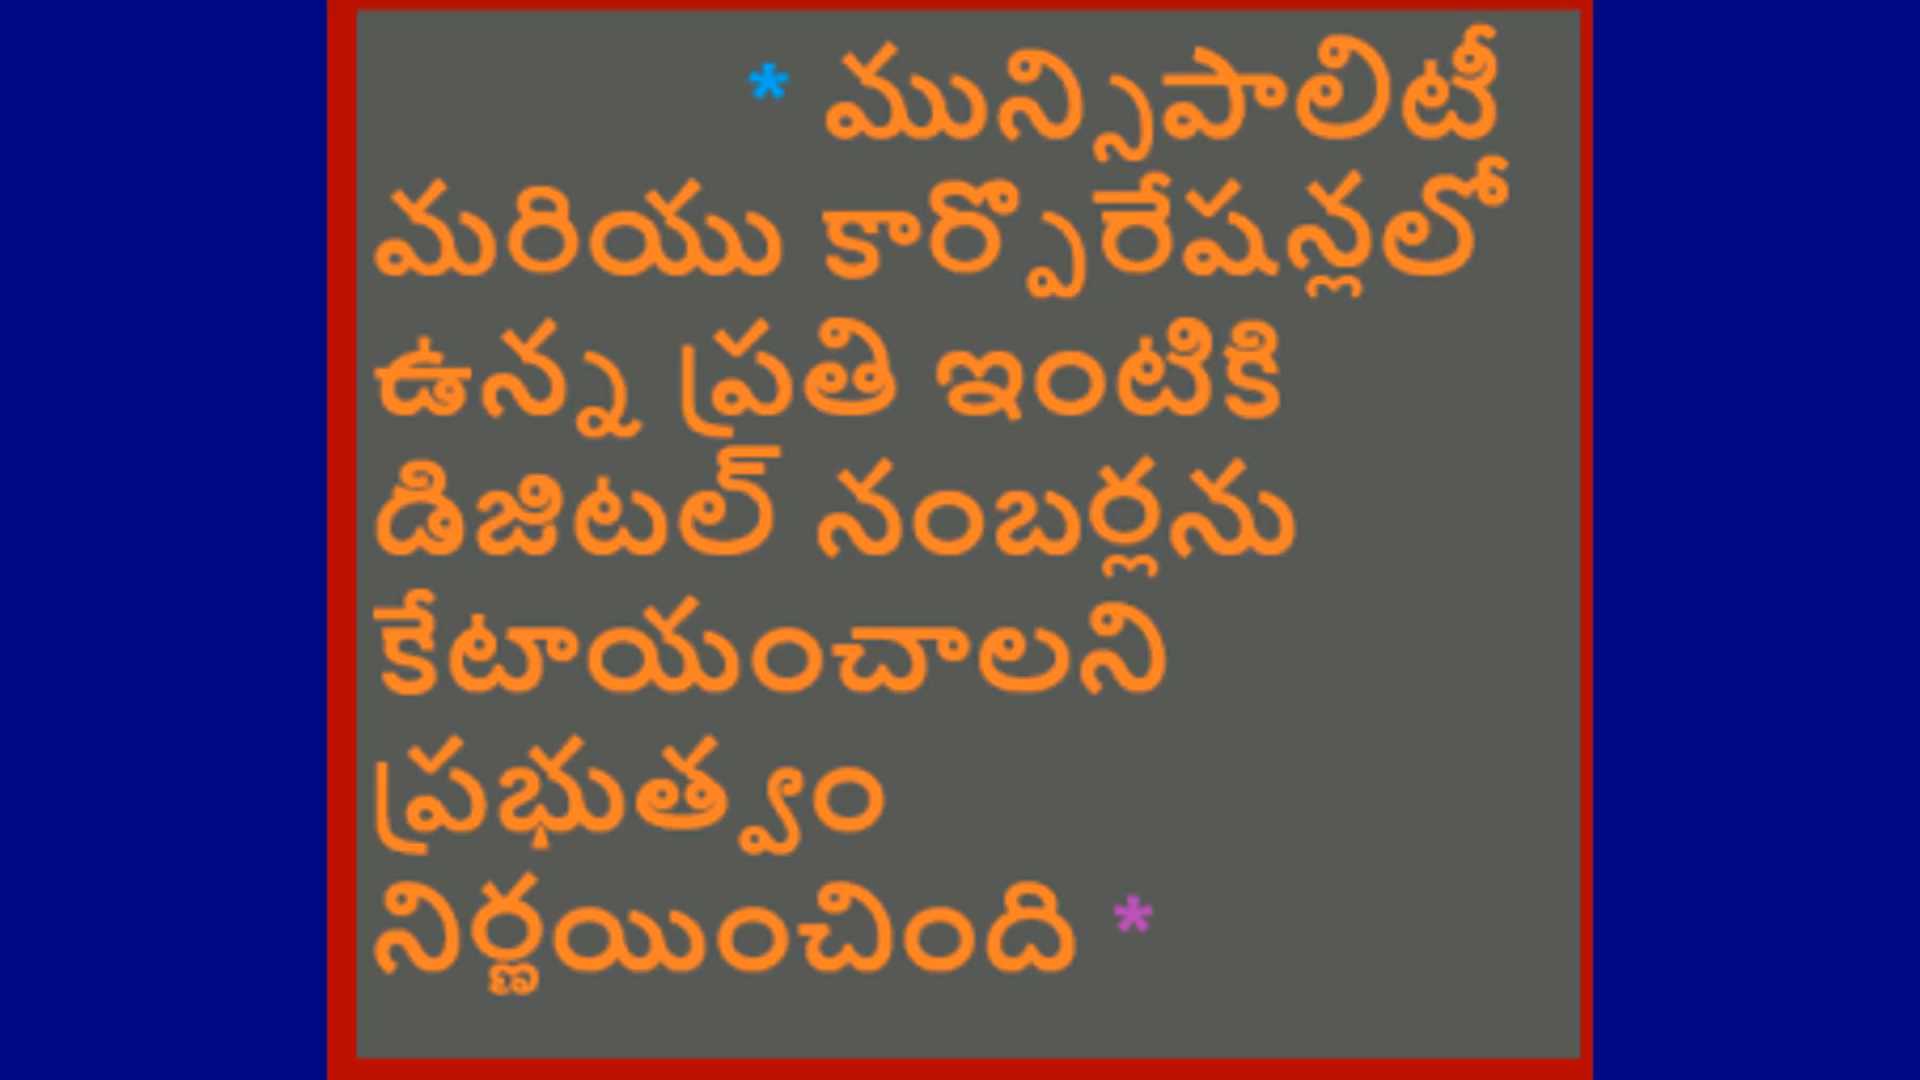 * మున్సిపాలిటీ
మరియు కార్పొరేషన్లలో
ఉన్న ప్రతి ఇంటికి
డిజిటల్ నంబర్లను
కేటాయంచాలని
ప్రభుత్వం
నిర్ణయించింది *